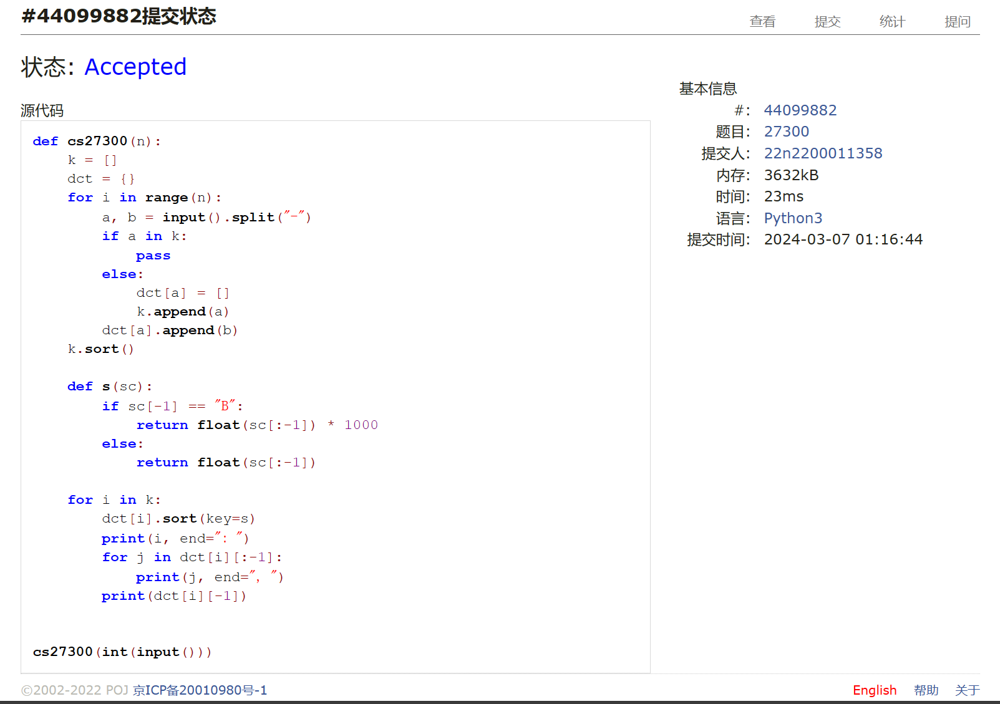 #44099882提交状态
查看 提交 统计 提问
状态: Accepted
源代码
def cs27300(n):
    k = []
    dct = {}
    for i in range(n):
        a, b = input().split("-")
        if a in k:
            pass
        else:
            dct[a] = []
            k.append(a)
        dct[a].append(b)
    k.sort()

    def s(sc):
        if sc[-1] == "B":
            return float(sc[:-1]) * 1000
        else:
            return float(sc[:-1])

    for i in k:
        dct[i].sort(key=s)
        print(i, end=": ")
        for j in dct[i][:-1]:
            print(j, end=", ")
        print(dct[i][-1])

cs27300(int(input()))
基本信息
#: 44099882
题目: 27300
提交人: 22n2200011358
内存: 3632kB
时间: 23ms
语言: Python3
提交时间: 2024-03-07 01:16:44
©2002-2022 POJ 京ICP备20010980号-1
English 帮助 关于